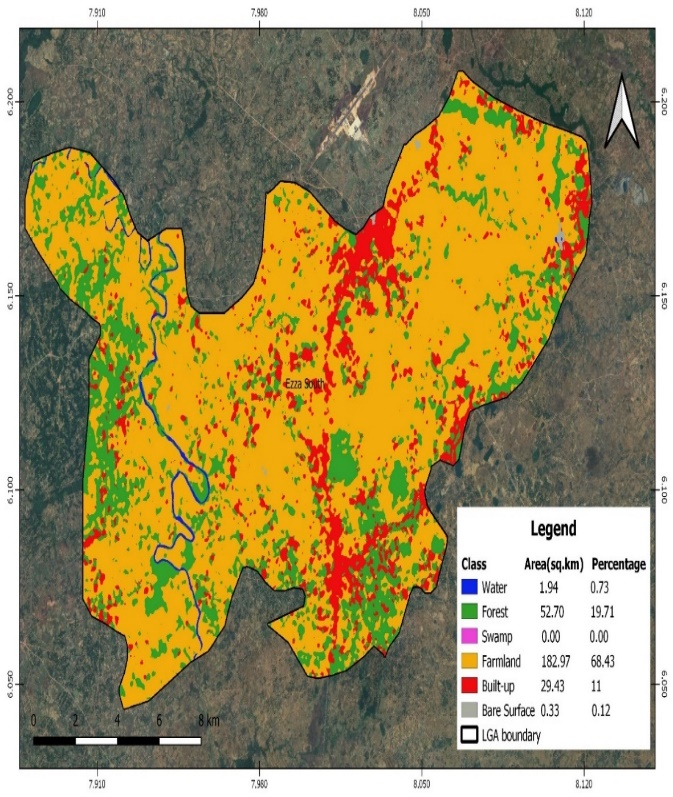 7.910 7.980 8.050 8.120
6.200 6.200
6.150 6.150
Ezza South
6.100 6.100
Legend
Class Area(sq.km) Percentage
Water 1.94 0.73
Forest 52.70 19.71
Swamp 0.00 0.00
Farmland 182.97 68.43
Built-up 29.43 11
Bare Surface 0.33 0.12
LGA boundary
6.050 6.050
0 2 4 6 8 km
7.910 7.980 8.050 8.120